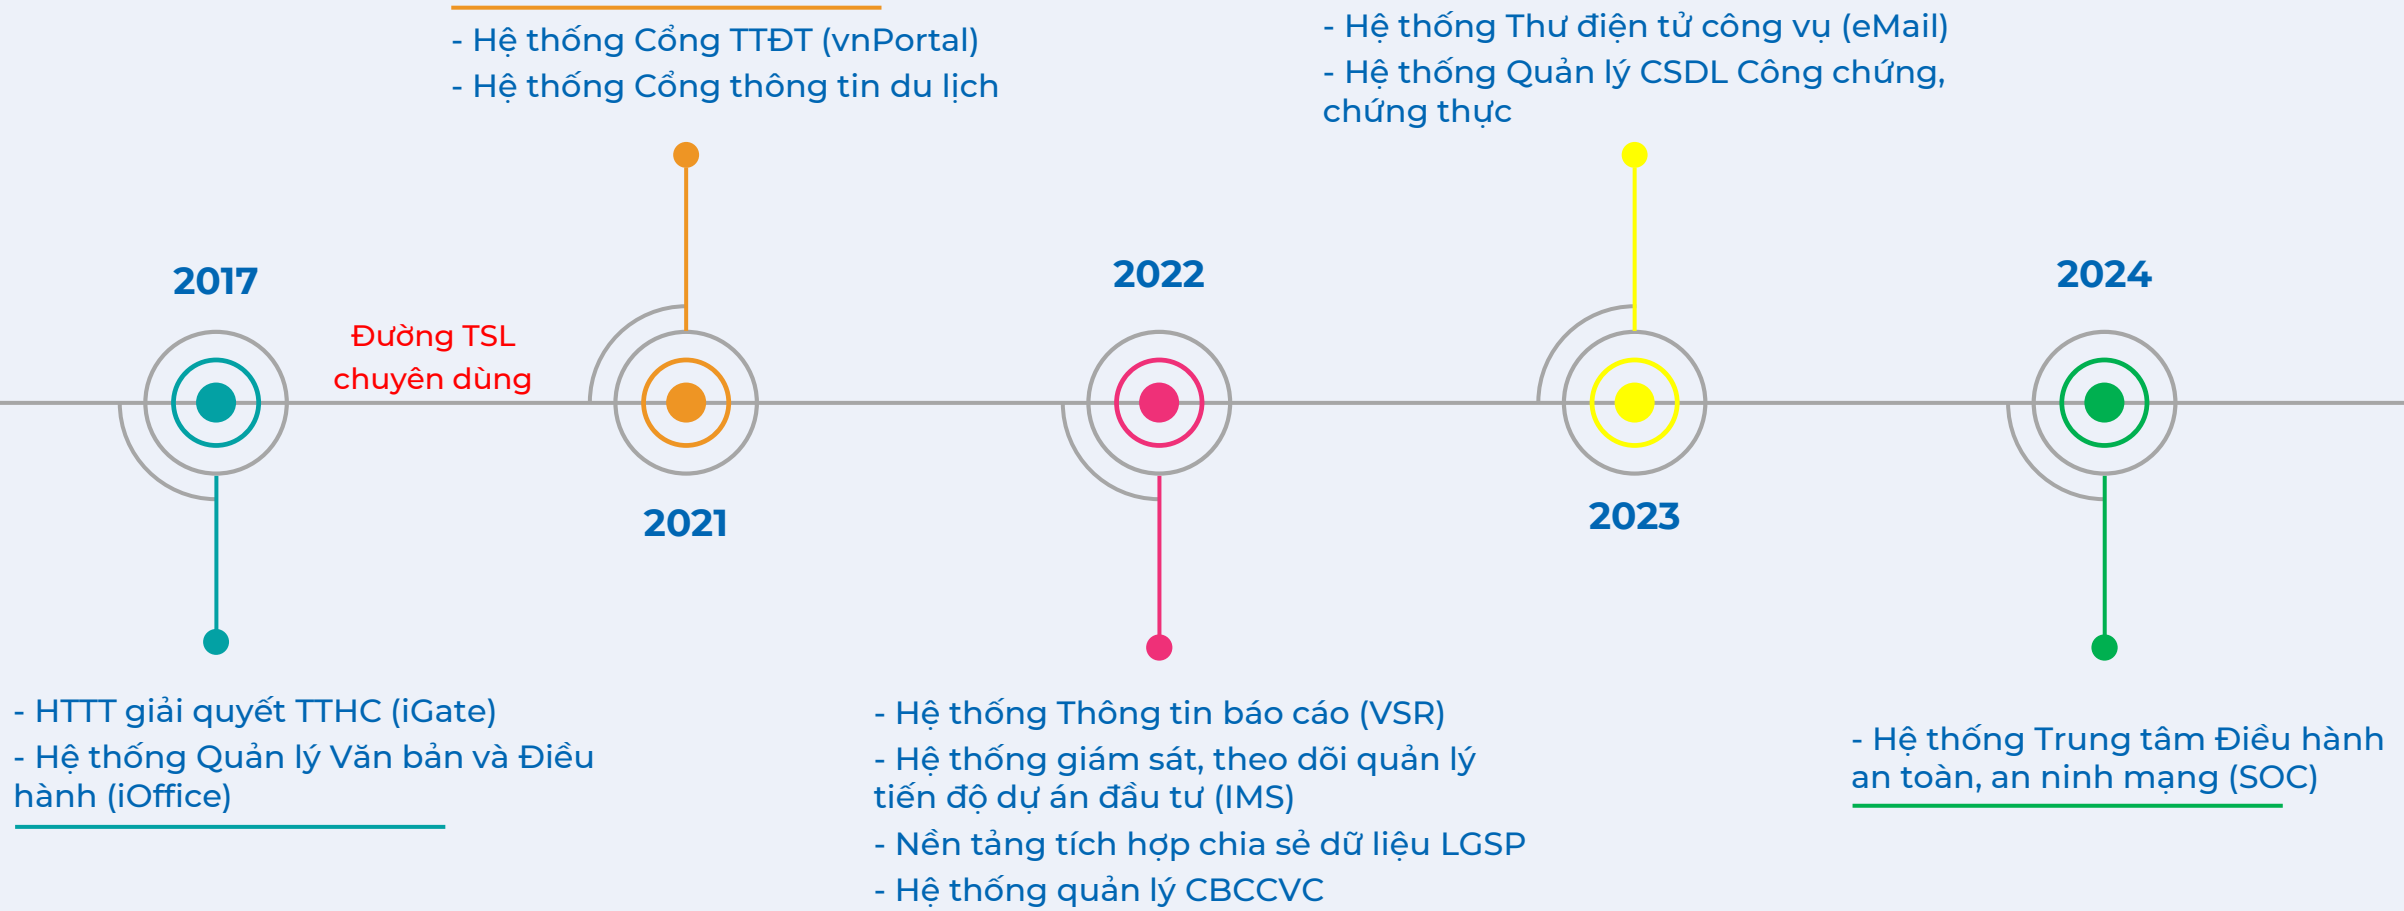 - Hệ thống Cổng TTĐT (vnPortal)
- Hệ thống Cổng thông tin du lịch
- Hệ thống Thư điện tử công vụ (eMail)
- Hệ thống Quản lý CSDL Công chứng,
chứng thực
2017
Đường TSL
chuyên dùng
2021
2022
2023
2024
- HTTT giải quyết TTHC (iGate)
- Hệ thống Quản lý Văn bản và Điều
hành (iOffice)
- Hệ thống Thông tin báo cáo (VSR)
- Hệ thống giám sát, theo dõi quản lý
tiến độ dự án đầu tư (IMS)
- Nền tảng tích hợp chia sẻ dữ liệu LGSP
- Hệ thống quản lý CBCCVC
- Hệ thống Trung tâm Điều hành
an toàn, an ninh mạng (SOC)